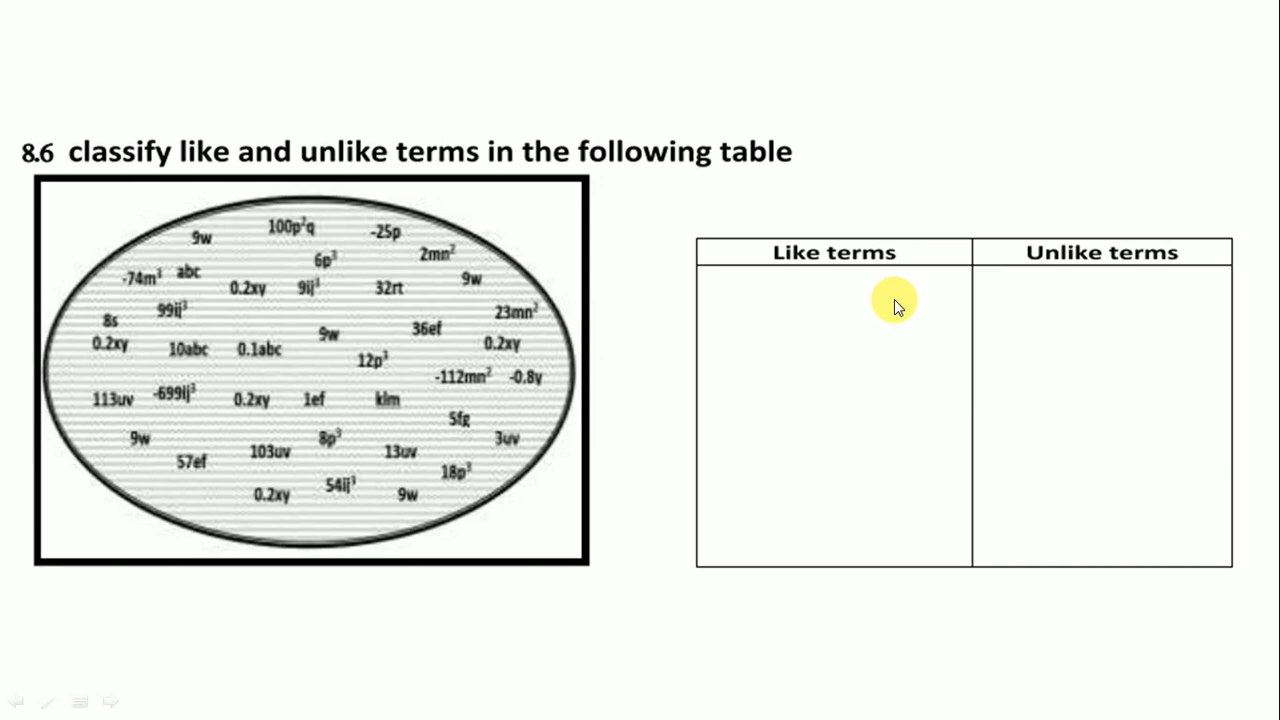 8.6 classify like and unlike terms in the following table
9w 100p²q -25p
6p³ 2mn²
-74m³ abc 0.2xy 9ij³ 32rt 9w
8s 99ij³ 9w 36ef 23mn²
0.2xy 10abc 0.1abc 12p³ 0.2xy
-112mn² -0.8y
113uv -699ij³ 0.2xy 1ef klm
5fg
9w 57ef 103uv 8p³ 13uv 3uv
0.2xy 54ij³ 9w 18p³
Like terms Unlike terms